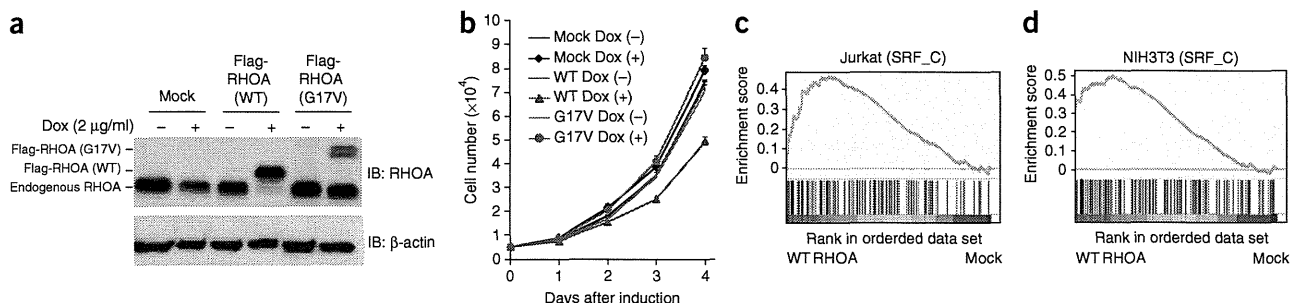 a
Flag-
RHOA
(WT)
Flag-
RHOA
(G17V)
Mock
Dox (2 µg/ml)
– + – + – +
Flag-RHOA (G17V)
Flag-RHOA (WT)
Endogenous RHOA
IB: RHOA
IB: β-actin
b
Cell number (×10⁴)
10
9
8
7
6
5
4
3
2
1
0
Mock Dox (–)
Mock Dox (+)
WT Dox (–)
WT Dox (+)
G17V Dox (–)
G17V Dox (+)
0 1 2 3 4
Days after induction
c
Jurkat (SRF_C)
Enrichment score
0.4
0.3
0.2
0.1
0
Rank in orderded data set
WT RHOA Mock
d
NIH3T3 (SRF_C)
Enrichment score
0.5
0.4
0.3
0.2
0.1
0
Rank in orderded data set
WT RHOA Mock